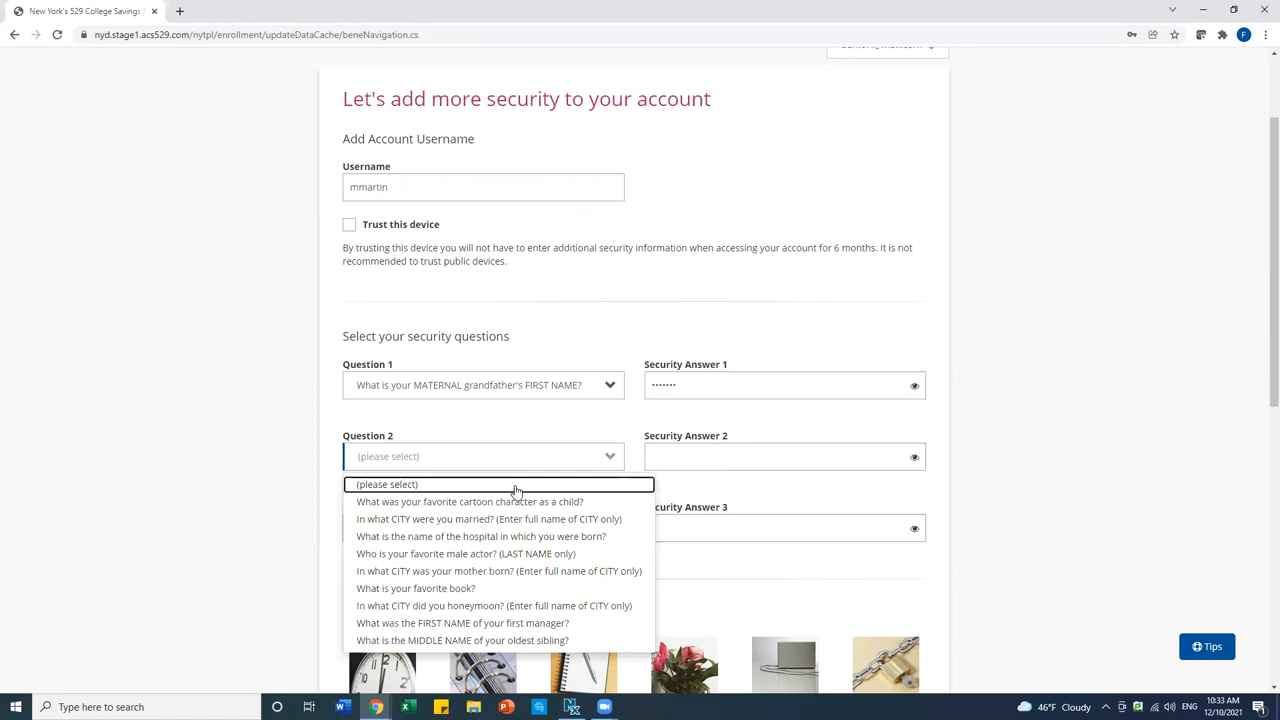 New York's 529 College Savings
nyd.stage1.acs529.com/nytpl/enrollment/updateDataCache/beneNavigation.cs
F
Let's add more security to your account
Add Account Username
Username
mmartin
Trust this device
By trusting this device you will not have to enter additional security information when accessing your account for 6 months. It is not
recommended to trust public devices.
Select your security questions
Question 1
Security Answer 1
What is your MATERNAL grandfather's FIRST NAME?
•••••••
Question 2
Security Answer 2
(please select)
(please select)
What was your favorite cartoon character as a child?
Security Answer 3
In what CITY were you married? (Enter full name of CITY only)
What is the name of the hospital in which you were born?
Who is your favorite male actor? (LAST NAME only)
In what CITY was your mother born? (Enter full name of CITY only)
What is your favorite book?
In what CITY did you honeymoon? (Enter full name of CITY only)
What was the FIRST NAME of your first manager?
What is the MIDDLE NAME of your oldest sibling?
Tips
Type here to search
46°F Cloudy
ENG
10:33 AM
12/10/2021